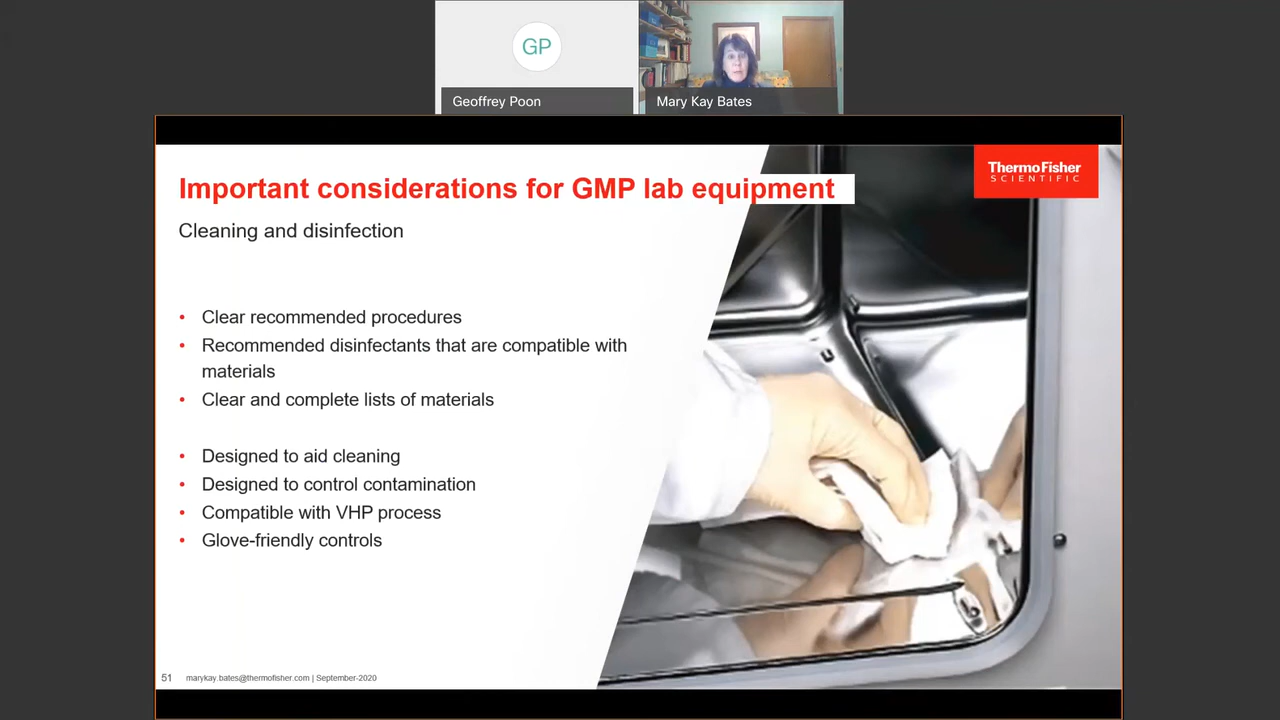 GP
Geoffrey Poon
Mary Kay Bates
ThermoFisher
SCIENTIFIC
Important considerations for GMP lab equipment
Cleaning and disinfection
• Clear recommended procedures
• Recommended disinfectants that are compatible with
materials
• Clear and complete lists of materials
• Designed to aid cleaning
• Designed to control contamination
• Compatible with VHP process
• Glove-friendly controls
51 marykay.bates@thermofisher.com | September-2020